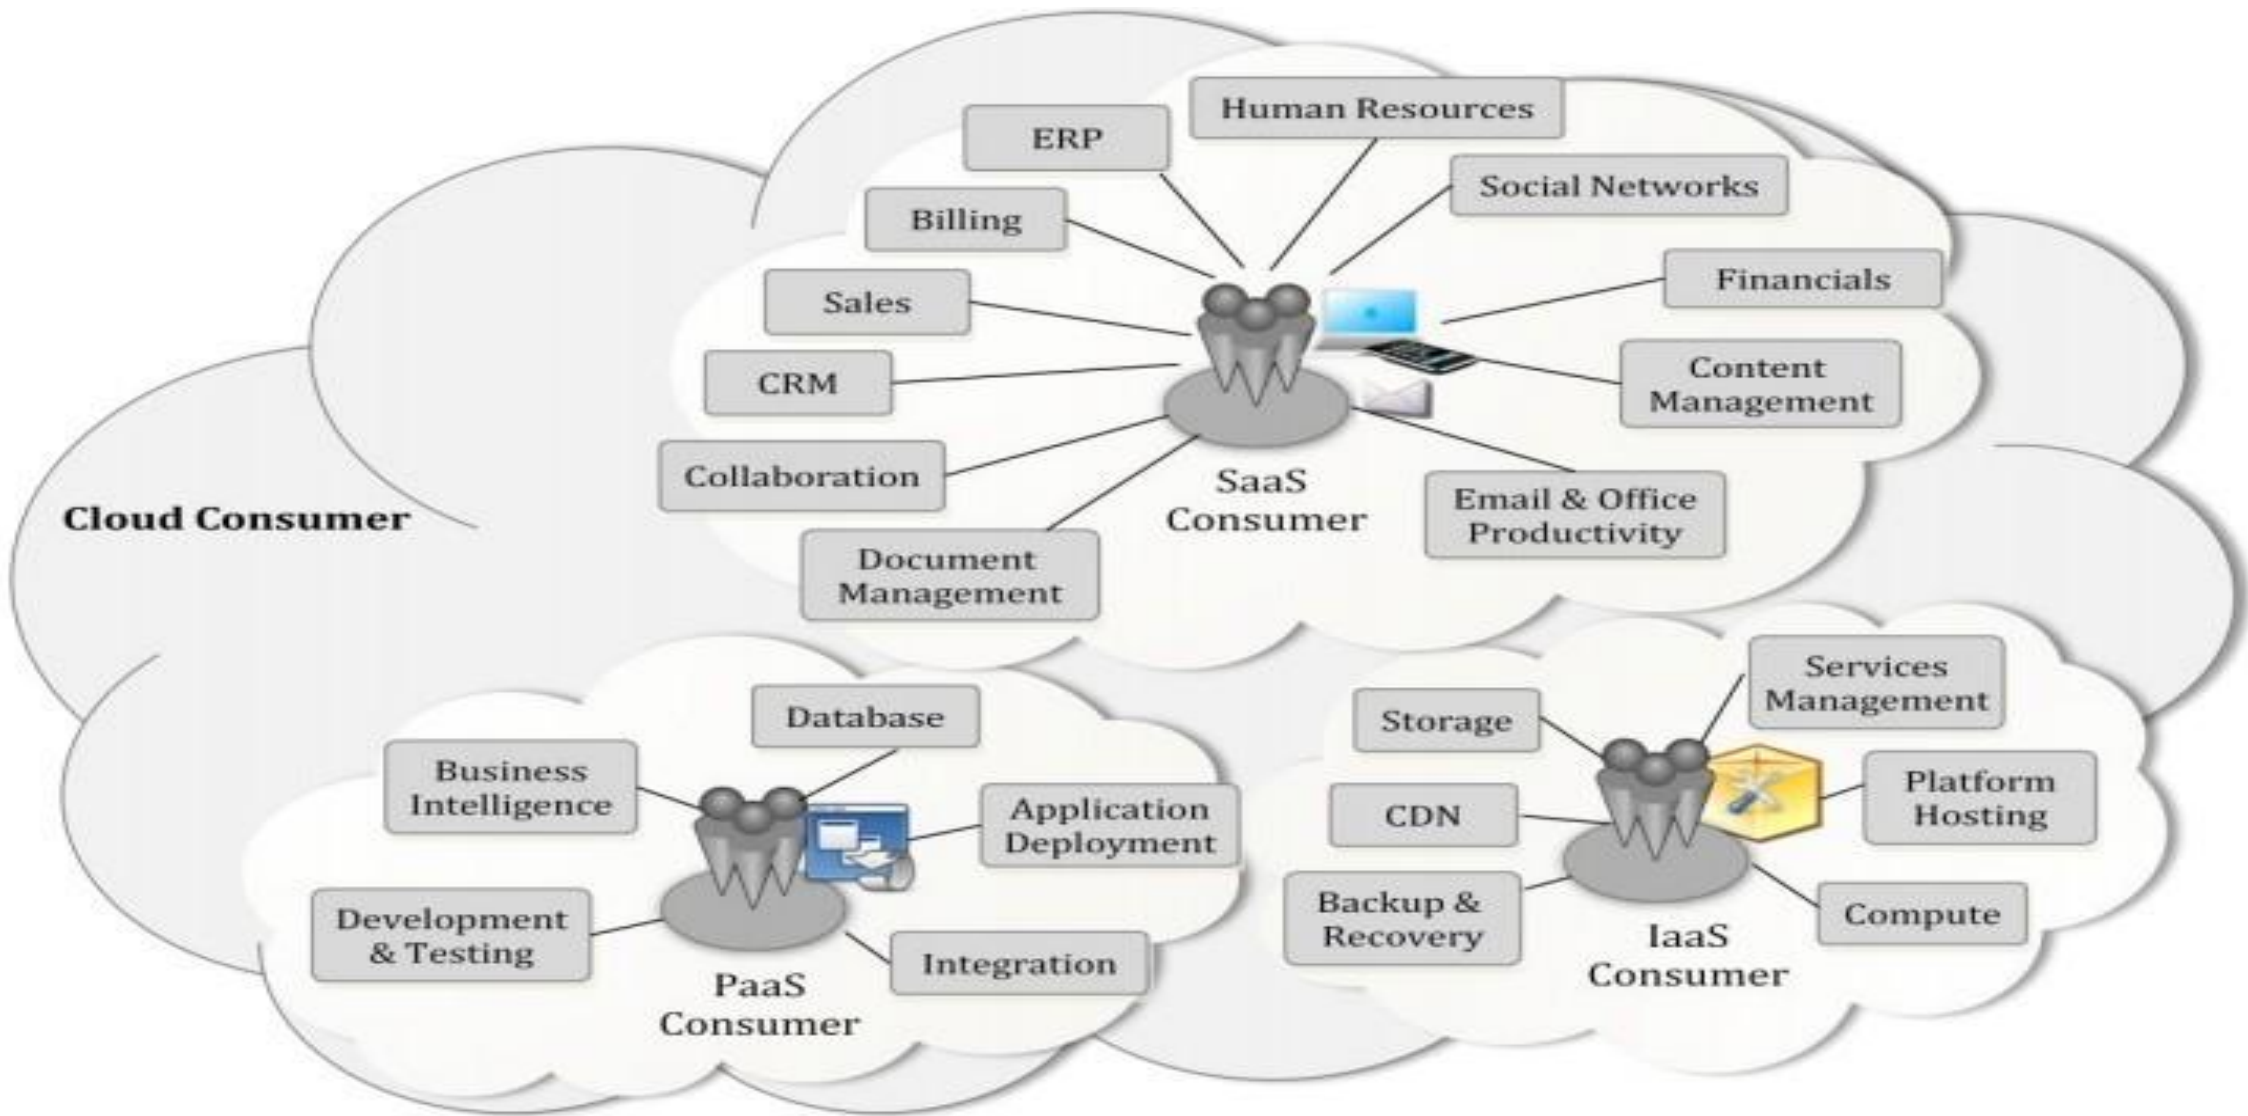 Human Resources
ERP
Social Networks
Billing
Financials
Sales
Content
Management
CRM
Collaboration
SaaS
Consumer
Email & Office
Productivity
Cloud Consumer
Document
Management
Services
Management
Storage
Database
Business
Intelligence
Platform
Hosting
Application
Deployment
CDN
Development
& Testing
Backup &
Recovery
Compute
IaaS
Consumer
Integration
PaaS
Consumer